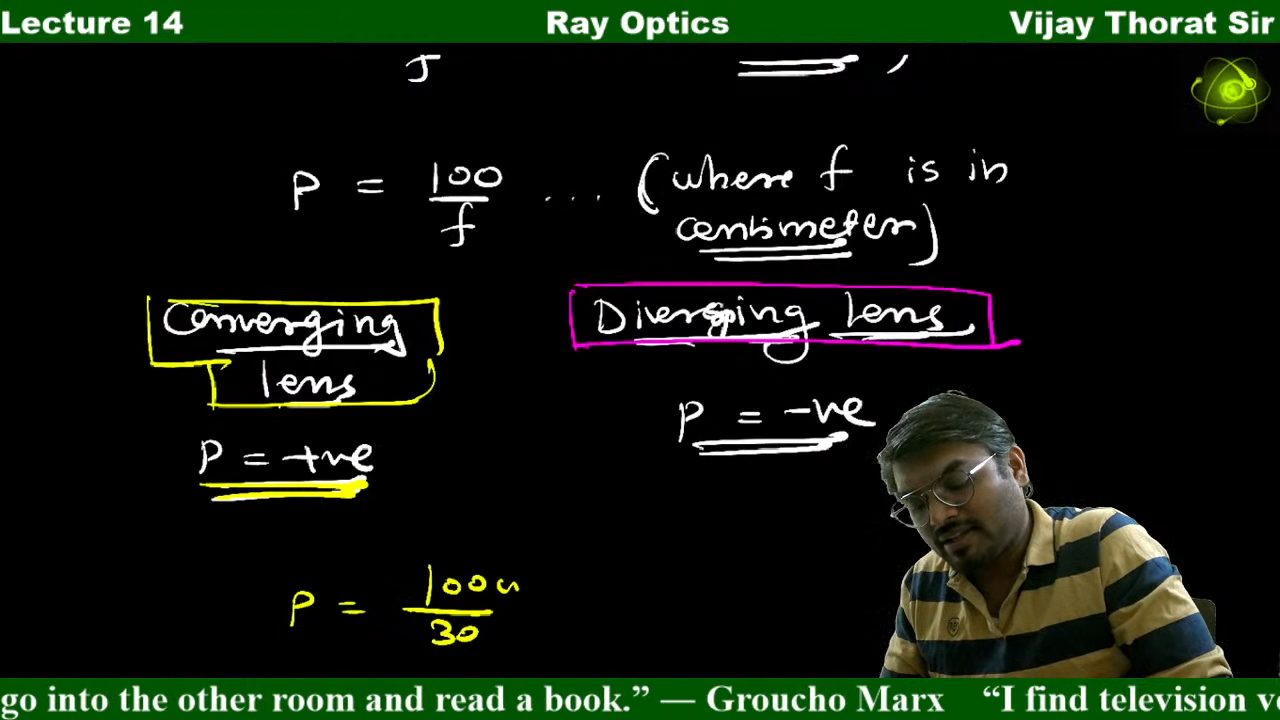 Lecture 14 Ray Optics Vijay Thorat Sir
P = 100/f ... (where f is in
centimeter)
Converging
lens
Diverging lens
P = +ve
P = -ve
P = 100/30
go into the other room and read a book.” — Groucho Marx “I find television